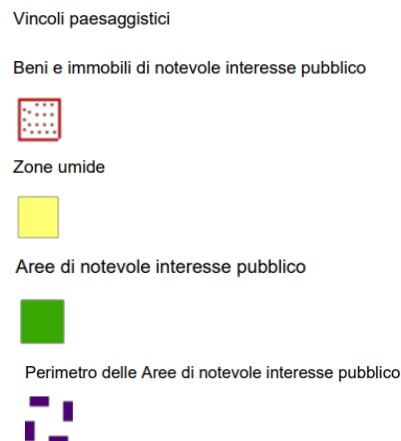 Vincoli paesaggistici
Beni e immobili di notevole interesse pubblico
Zone umide
Aree di notevole interesse pubblico
Perimetro delle Aree di notevole interesse pubblico